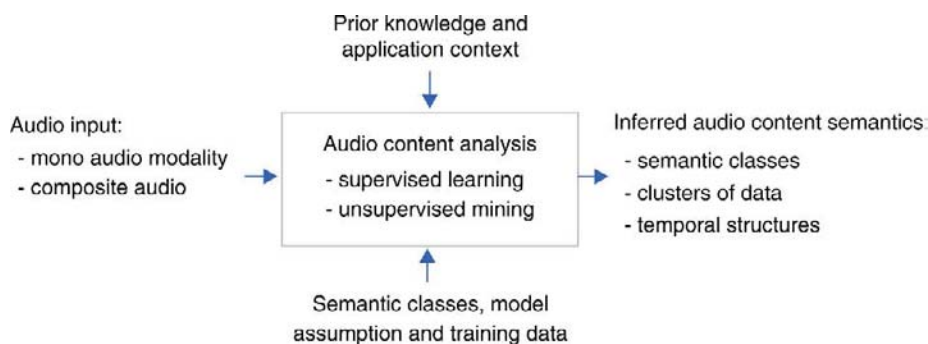 Prior knowledge and
application context
Audio input:
- mono audio modality
- composite audio
Audio content analysis
- supervised learning
- unsupervised mining
Inferred audio content semantics:
- semantic classes
- clusters of data
- temporal structures
Semantic classes, model
assumption and training data